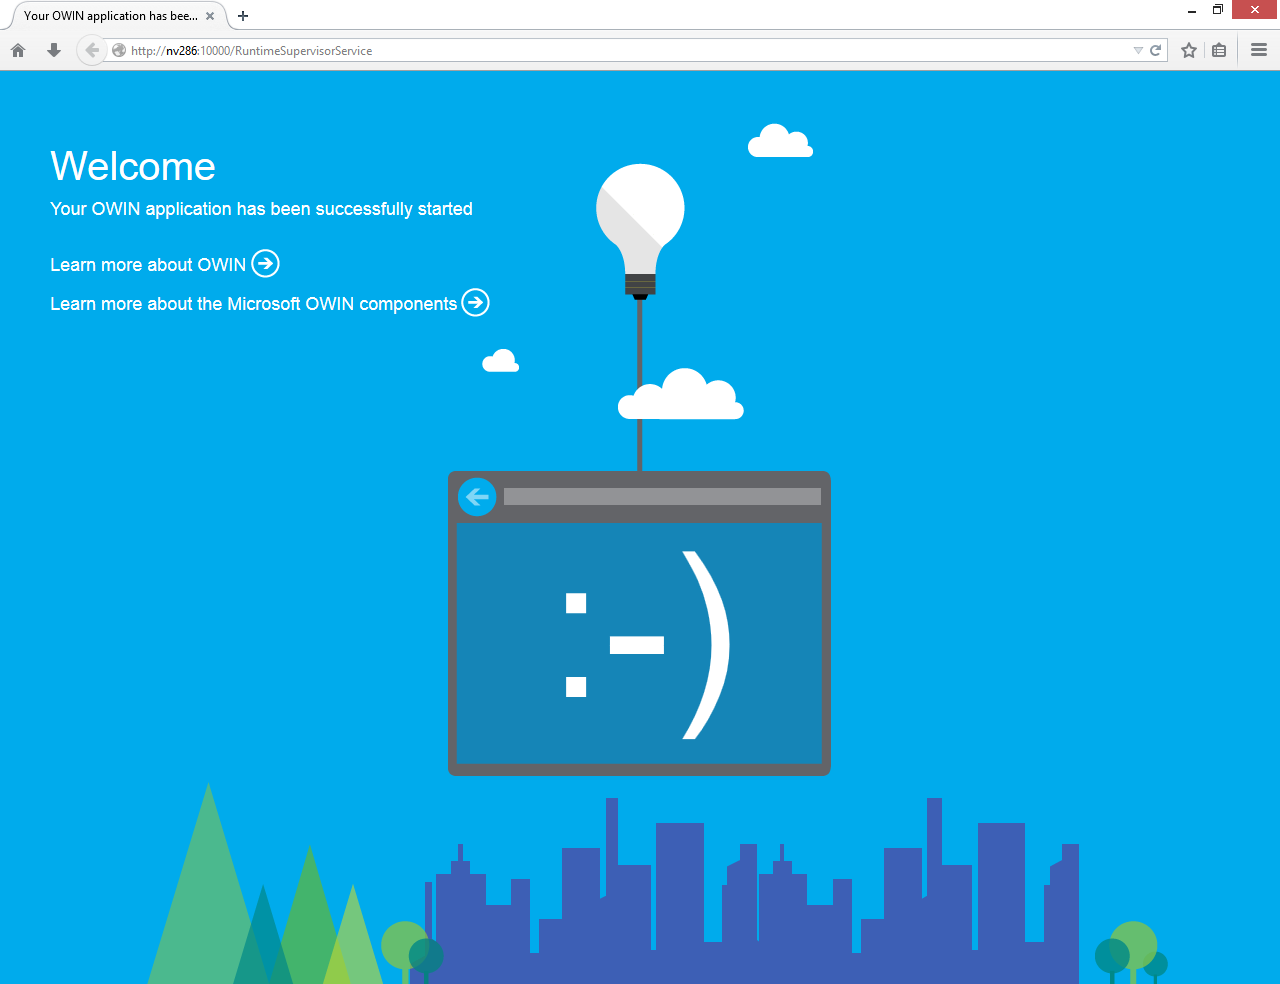 Your OWIN application has bee...
http://nv286:10000/RuntimeSupervisorService
Welcome
Your OWIN application has been successfully started
Learn more about OWIN
Learn more about the Microsoft OWIN components
:-)